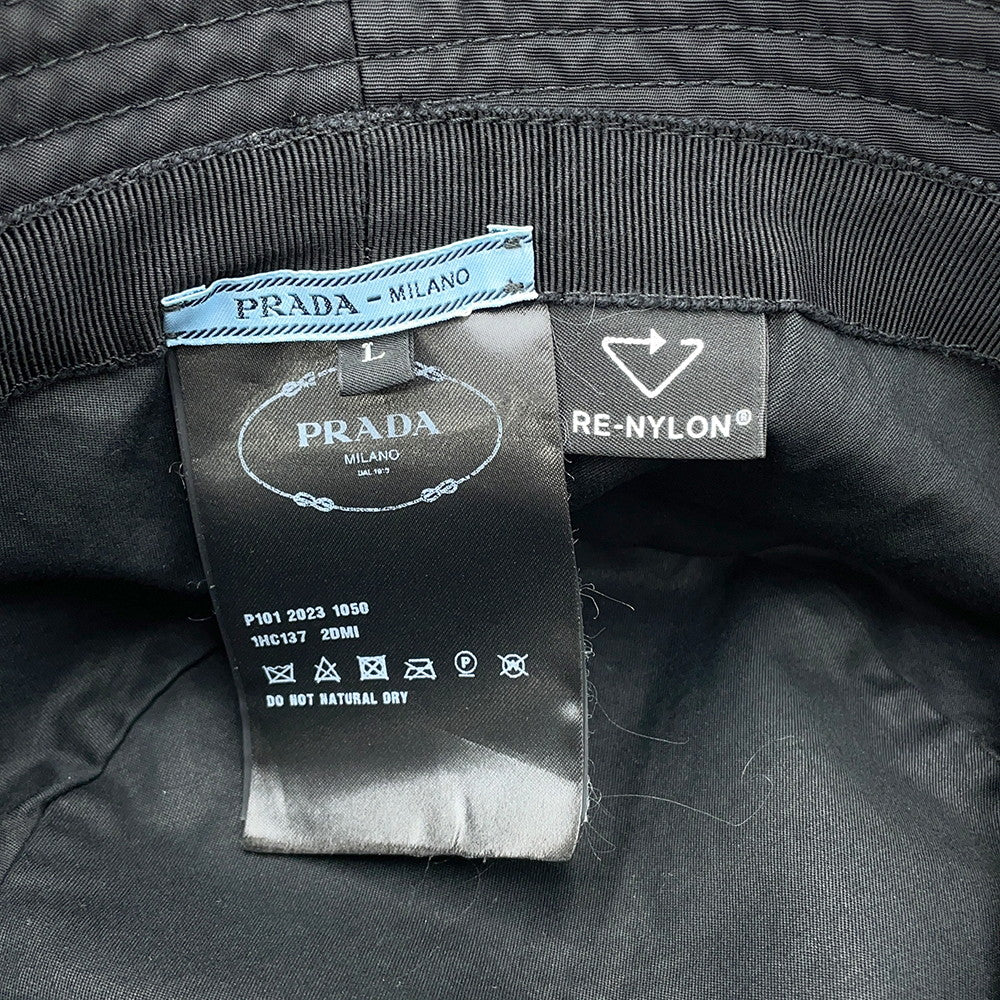 PRADA - MILANO
L
PRADA
MILANO
RE-NYLON®
P101 2023 1050
1HC137 2DMI
P
W
DO NOT NATURAL DRY